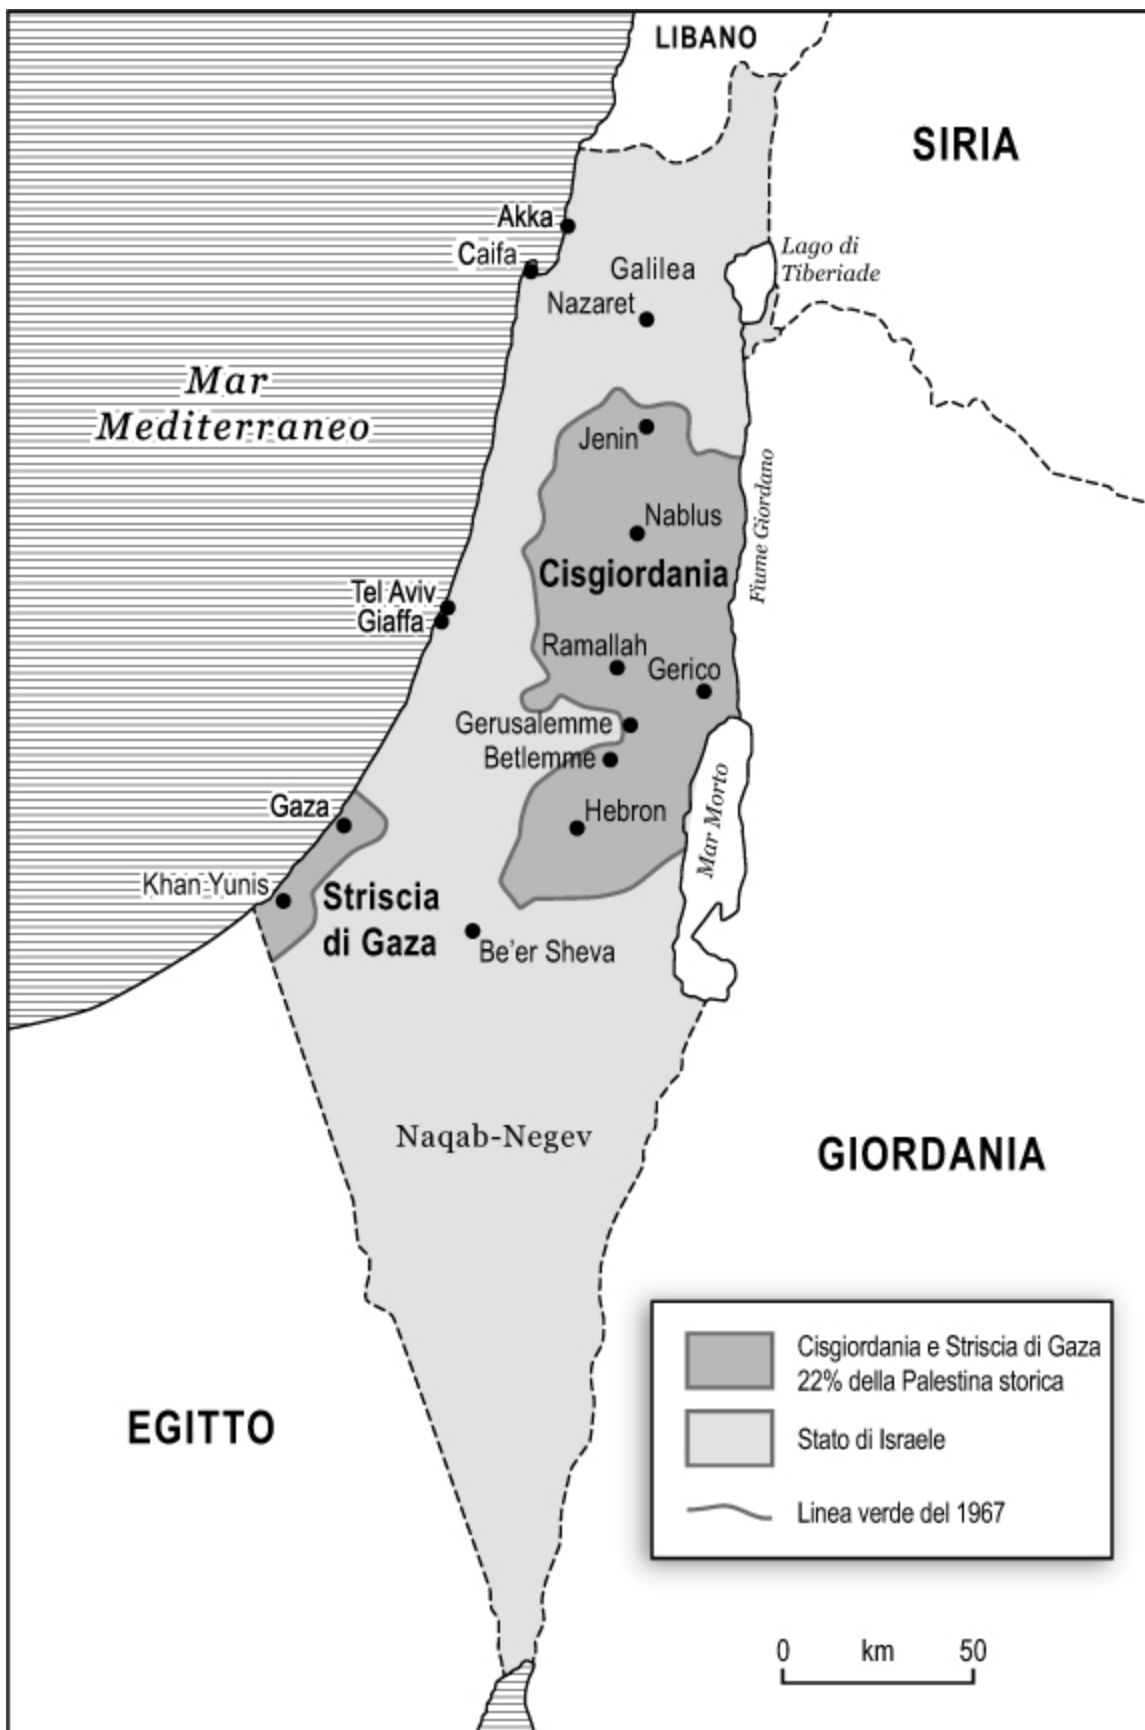 LIBANO
SIRIA
Akka
Caifa
Galilea
Lago di
Tiberiade
Nazaret
Mar
Mediterraneo
Jenin
Nablus
Fiume Giordano
Cisgiordania
Tel Aviv
Giaffa
Ramallah
Gerico
Gerusalemme
Betlemme
Mar Morto
Gaza
Hebron
Khan Yunis
Striscia
di Gaza
Be’er Sheva
Naqab-Negev
GIORDANIA
EGITTO
Cisgiordania e Striscia di Gaza
22% della Palestina storica
Stato di Israele
Linea verde del 1967
0 km 50